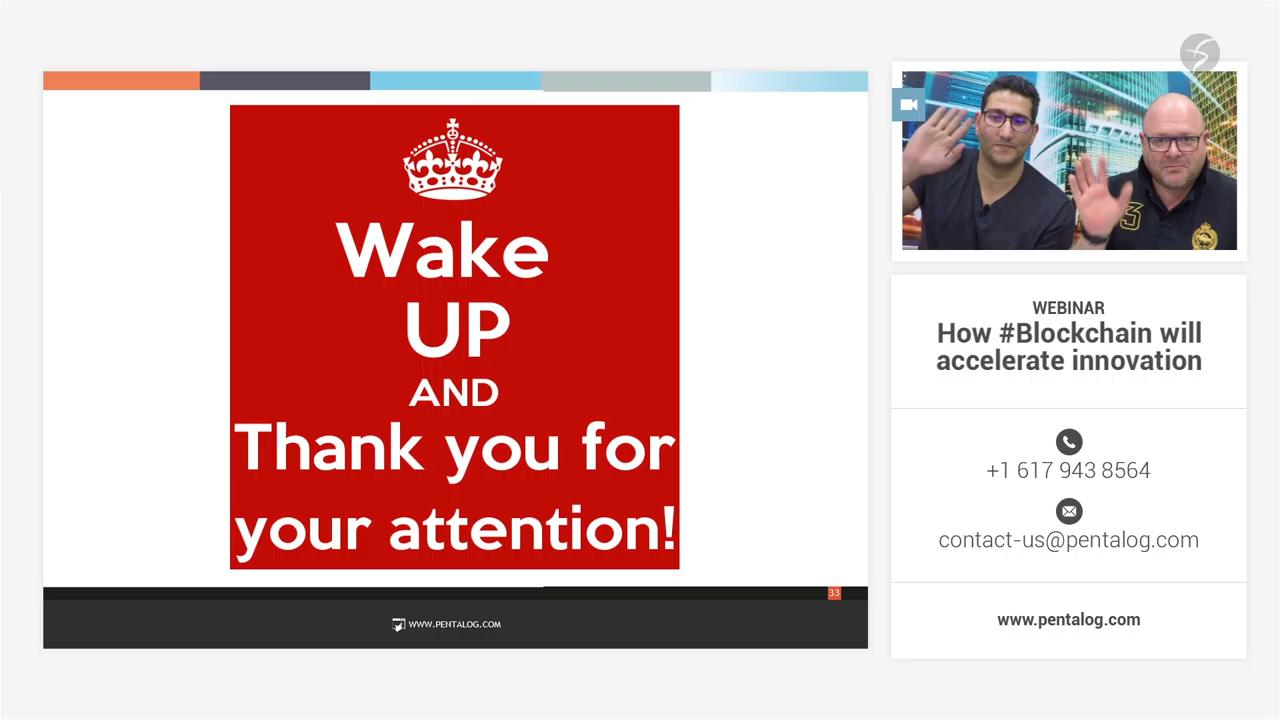 Wake
UP
AND
Thank you for
your attention!
33
WWW.PENTALOG.COM
3
WEBINAR
How #Blockchain will
accelerate innovation
+1 617 943 8564
contact-us@pentalog.com
www.pentalog.com